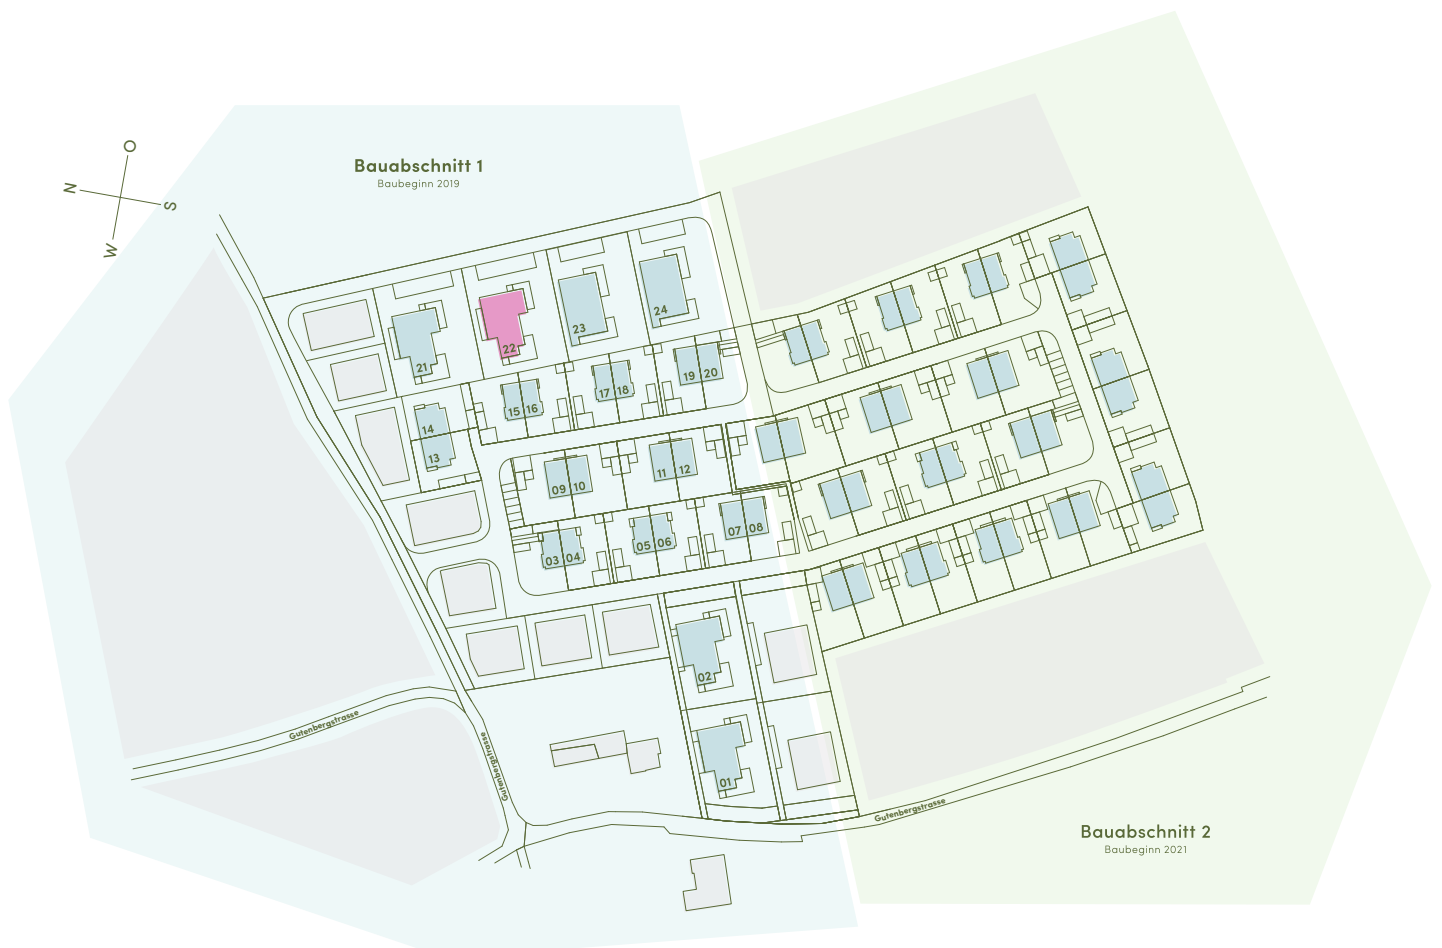 O
N
S
W
Bauabschnitt 1
Baubeginn 2019
24
23
22
21
19 20
17 18
15 16
14
13
11 12
09 10
07 08
05 06
03 04
02
01
Gutenbergstrasse
Gutenbergstrasse
Gutenbergstrasse
Bauabschnitt 2
Baubeginn 2021